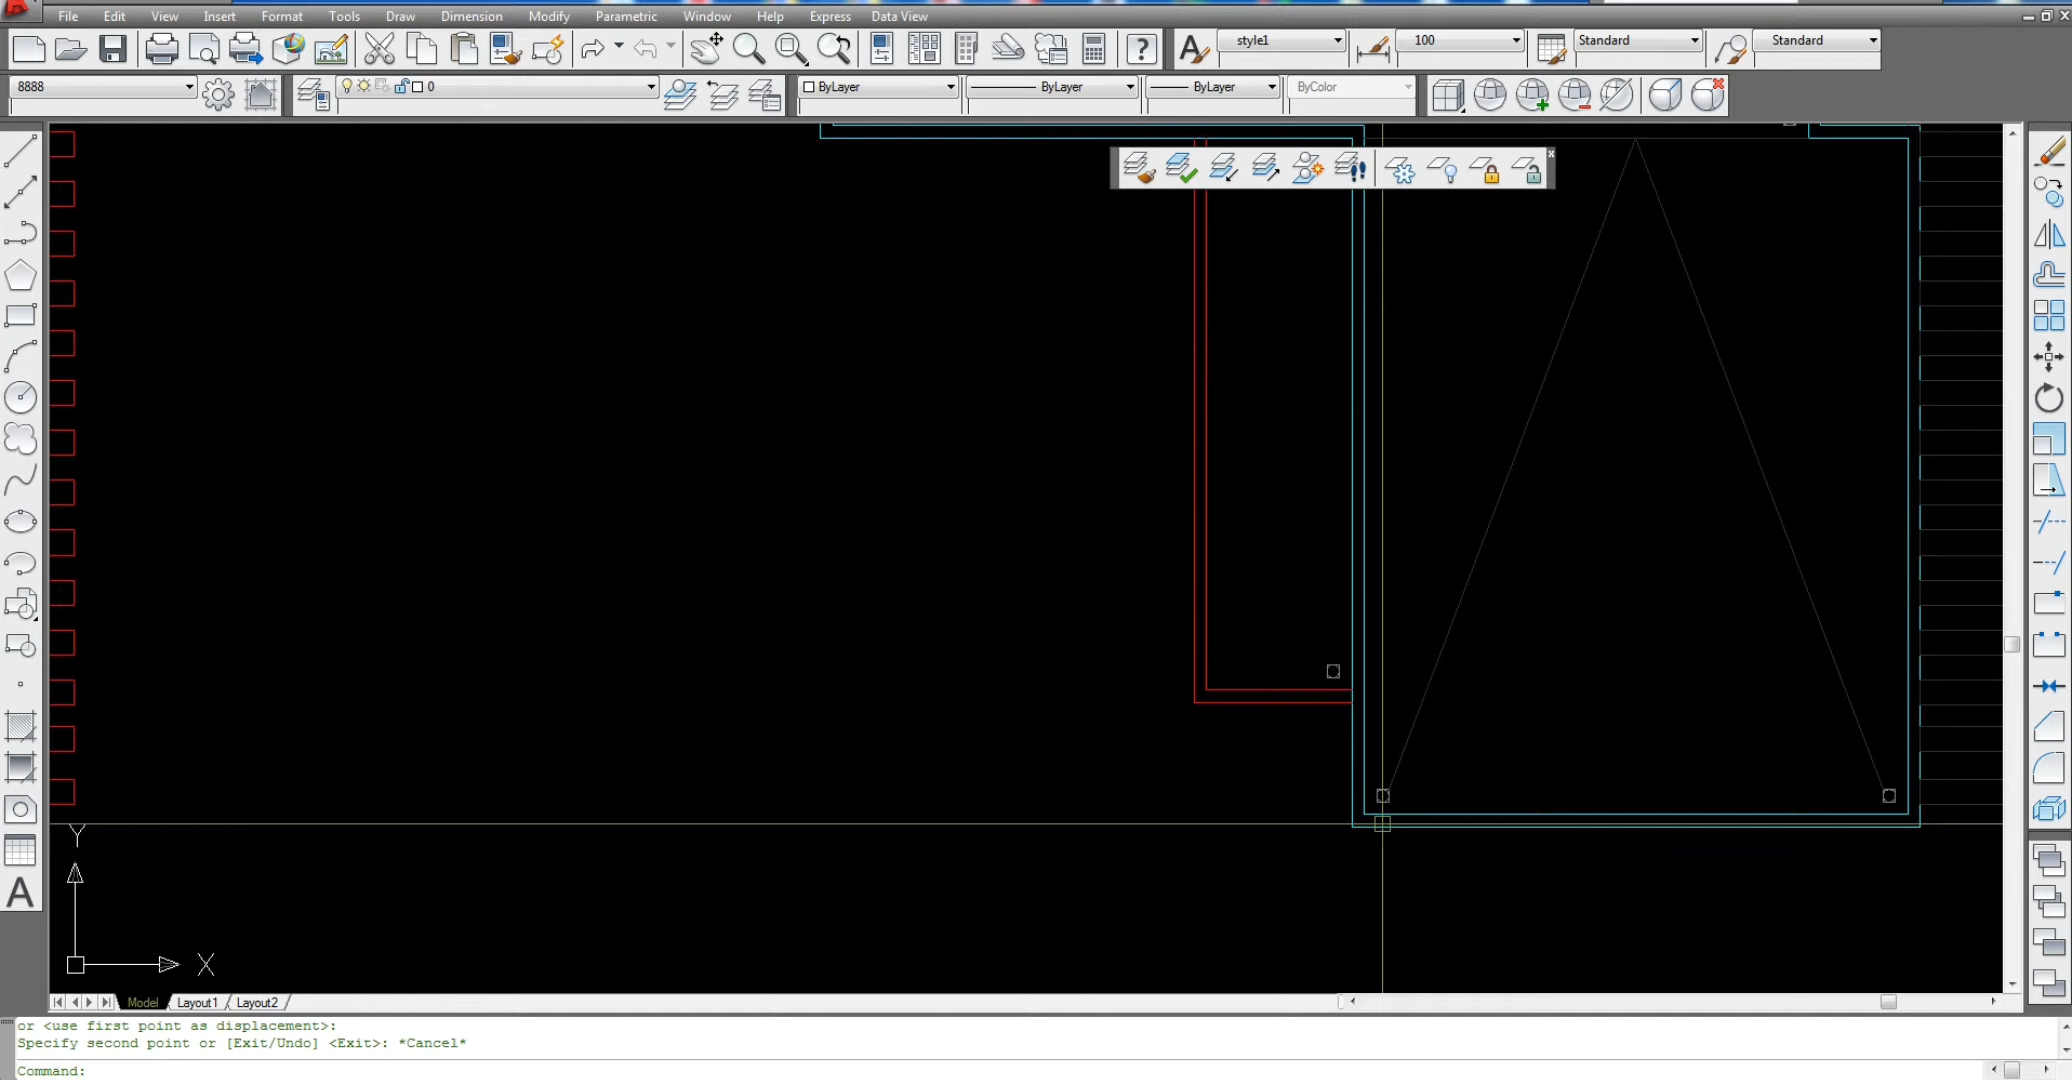 File Edit View Insert Format Tools Draw Dimension Modify Parametric Window Help Express Data View
style1 100 Standard Standard
8888 0 ByLayer ByLayer ByLayer ByColor
Y
X
Model Layout1 Layout2
or <use first point as displacement>:
Specify second point or [Exit/Undo] <Exit>: *Cancel*
Command: